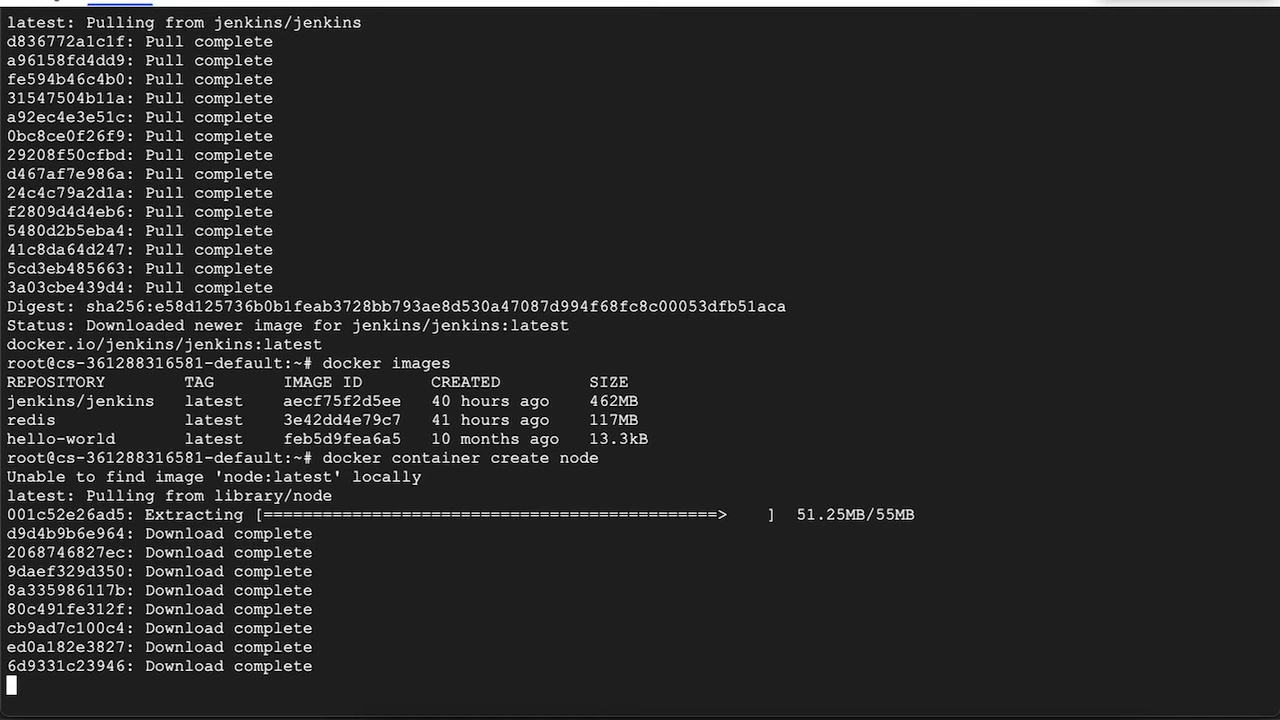 latest: Pulling from jenkins/jenkins
d836772a1c1f: Pull complete
a96158fd4dd9: Pull complete
fe594b46c4b0: Pull complete
31547504b11a: Pull complete
a92ec4e3e51c: Pull complete
0bc8ce0f26f9: Pull complete
29208f50cfbd: Pull complete
d467af7e986a: Pull complete
24c4c79a2d1a: Pull complete
f2809d4d4eb6: Pull complete
5480d2b5eba4: Pull complete
41c8da64d247: Pull complete
5cd3eb485663: Pull complete
3a03cbe439d4: Pull complete
Digest: sha256:e58d125736b0b1feab3728bb793ae8d530a47087d994f68fc8c00053dfb51aca
Status: Downloaded newer image for jenkins/jenkins:latest
docker.io/jenkins/jenkins:latest
root@cs-361288316581-default:~# docker images
REPOSITORY        TAG       IMAGE ID       CREATED         SIZE
jenkins/jenkins   latest    aecf75f2d5ee   40 hours ago    462MB
redis             latest    3e42dd4e79c7   41 hours ago    117MB
hello-world       latest    feb5d9fea6a5   10 months ago   13.3kB
root@cs-361288316581-default:~# docker container create node
Unable to find image 'node:latest' locally
latest: Pulling from library/node
001c52e26ad5: Extracting [==============================================>    ]  51.25MB/55MB
d9d4b9b6e964: Download complete
2068746827ec: Download complete
9daef329d350: Download complete
8a335986117b: Download complete
80c491fe312f: Download complete
cb9ad7c100c4: Download complete
ed0a182e3827: Download complete
6d9331c23946: Download complete